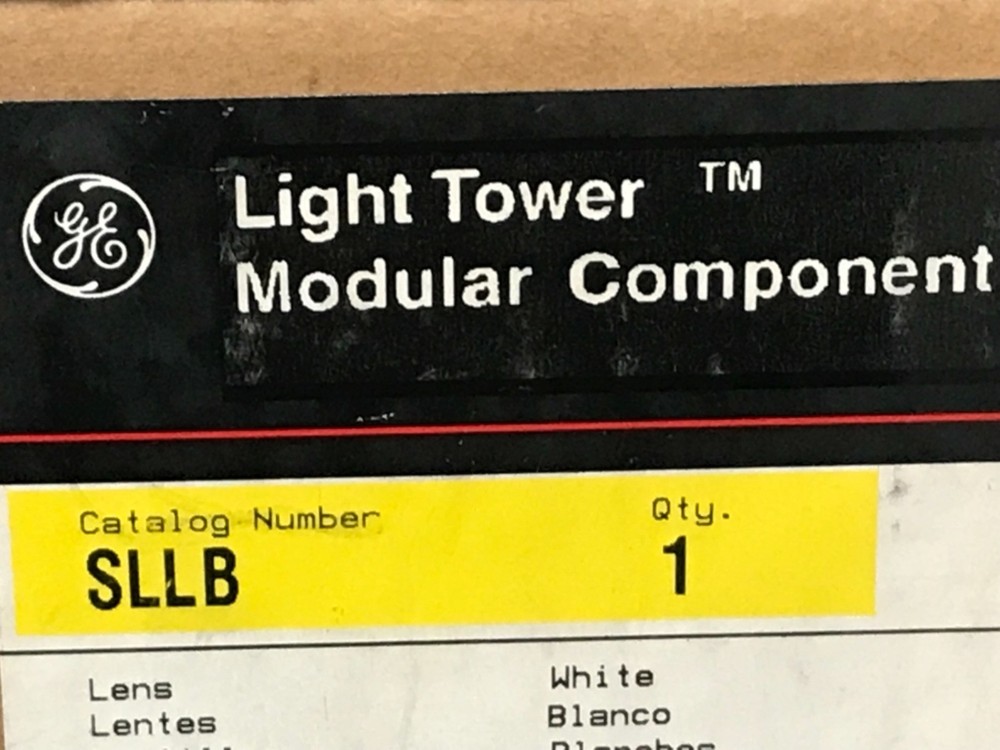 GE
Light Tower ™
Modular Component
Catalog Number Qty.
SLLB 1
Lens White
Lentes Blanco